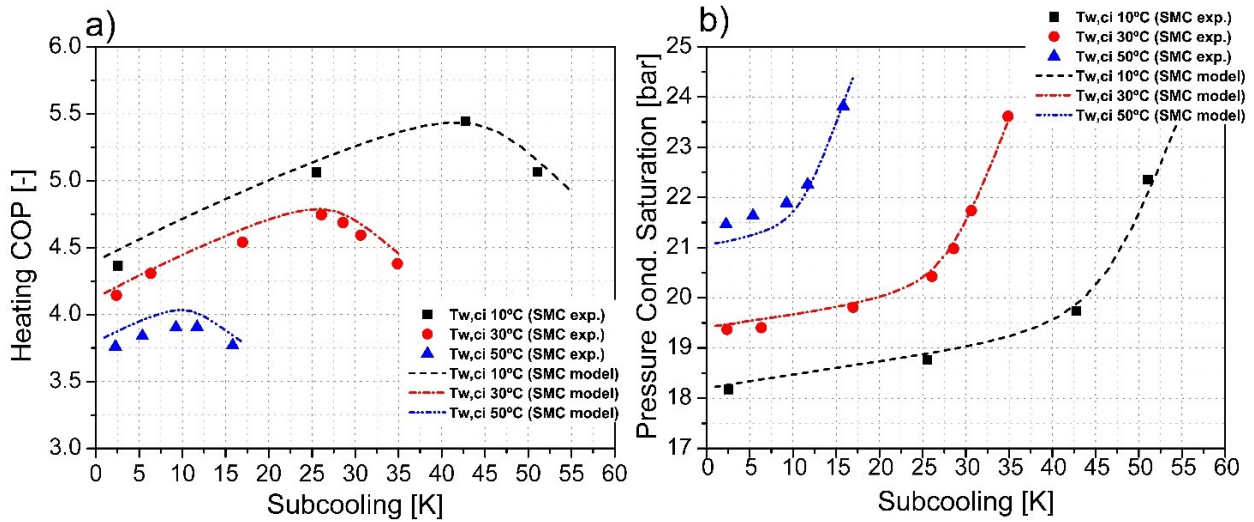 a)
6.0
5.5
5.0
4.5
4.0
3.5
3.0
Heating COP [-]
Tw,ci 10ºC (SMC exp.)
Tw,ci 30ºC (SMC exp.)
Tw,ci 50ºC (SMC exp.)
Tw,ci 10ºC (SMC model)
Tw,ci 30ºC (SMC model)
Tw,ci 50ºC (SMC model)
0 5 10 15 20 25 30 35 40 45 50 55 60
Subcooling [K]
b)
Tw,ci 10ºC (SMC exp.)
Tw,ci 30ºC (SMC exp.)
Tw,ci 50ºC (SMC exp.)
Tw,ci 10ºC (SMC model)
Tw,ci 30ºC (SMC model)
Tw,ci 50ºC (SMC model)
25
24
23
22
21
20
19
18
17
Pressure Cond. Saturation [bar]
0 5 10 15 20 25 30 35 40 45 50 55 60
Subcooling [K]